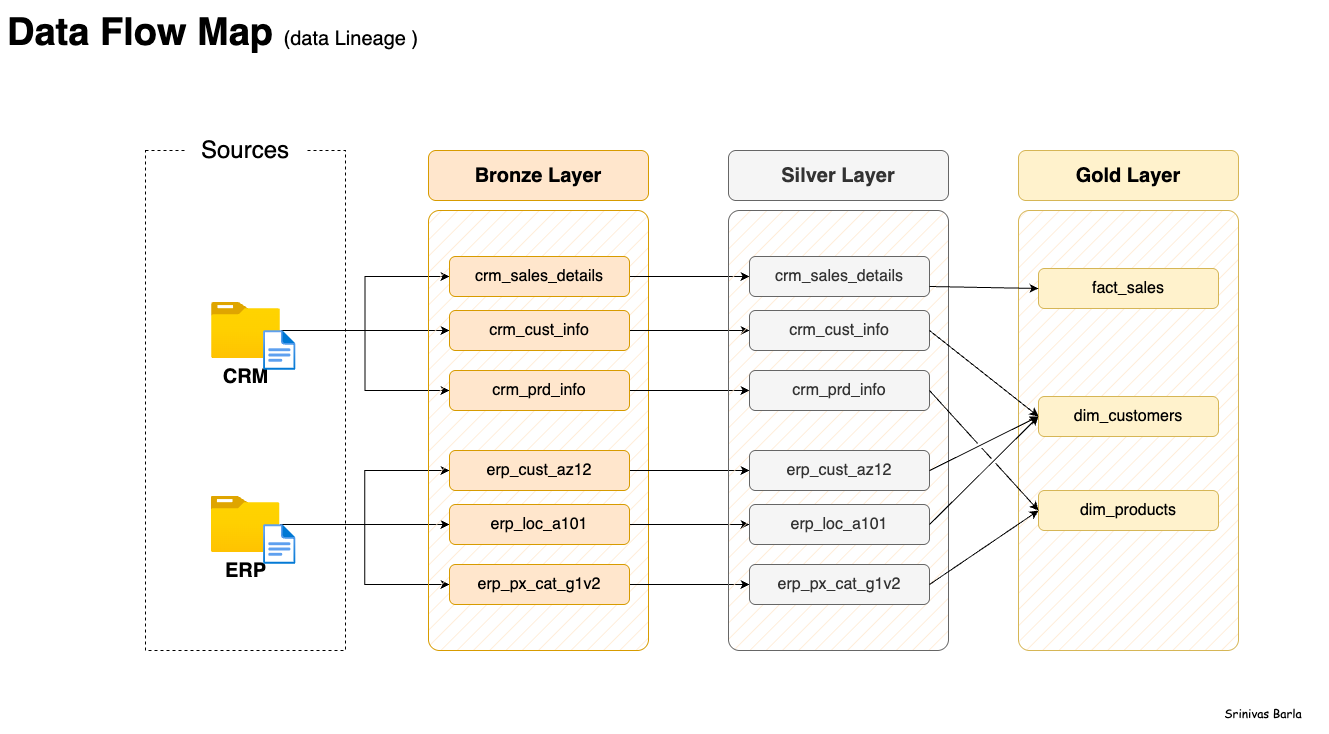 Data Flow Map (data Lineage )
Sources
Bronze Layer
Silver Layer
Gold Layer
CRM
ERP
crm_sales_details
crm_cust_info
crm_prd_info
erp_cust_az12
erp_loc_a101
erp_px_cat_g1v2
crm_sales_details
crm_cust_info
crm_prd_info
erp_cust_az12
erp_loc_a101
erp_px_cat_g1v2
fact_sales
dim_customers
dim_products
Srinivas Barla